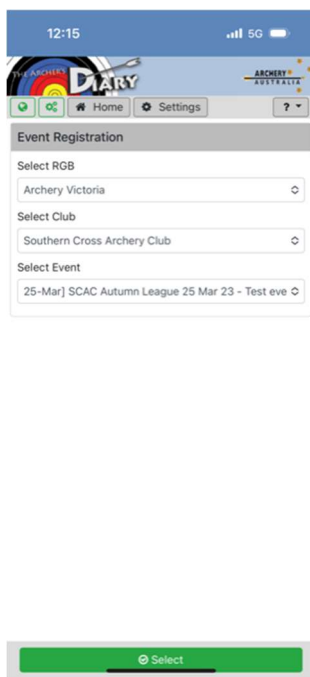 12:15 5G
THE ARCHER'S DIARY ARCHERY AUSTRALIA
Home Settings ?
Event Registration
Select RGB
Archery Victoria
Select Club
Southern Cross Archery Club
Select Event
25-Mar] SCAC Autumn League 25 Mar 23 - Test eve
Select